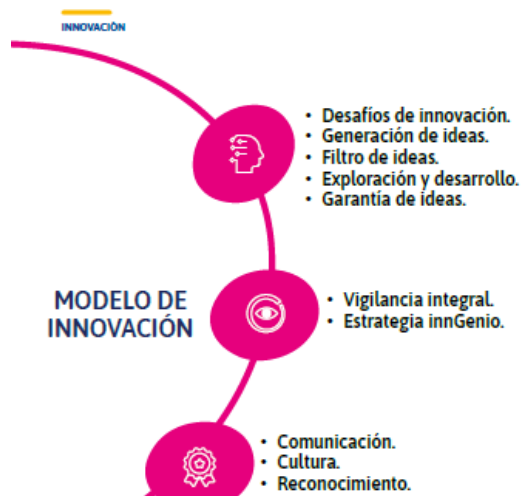 INNOVACIÓN
• Desafíos de innovación.
• Generación de ideas.
• Filtro de ideas.
• Exploración y desarrollo.
• Garantía de ideas.
MODELO DE
INNOVACIÓN
• Vigilancia integral.
• Estrategia innGenio.
• Comunicación.
• Cultura.
• Reconocimiento.